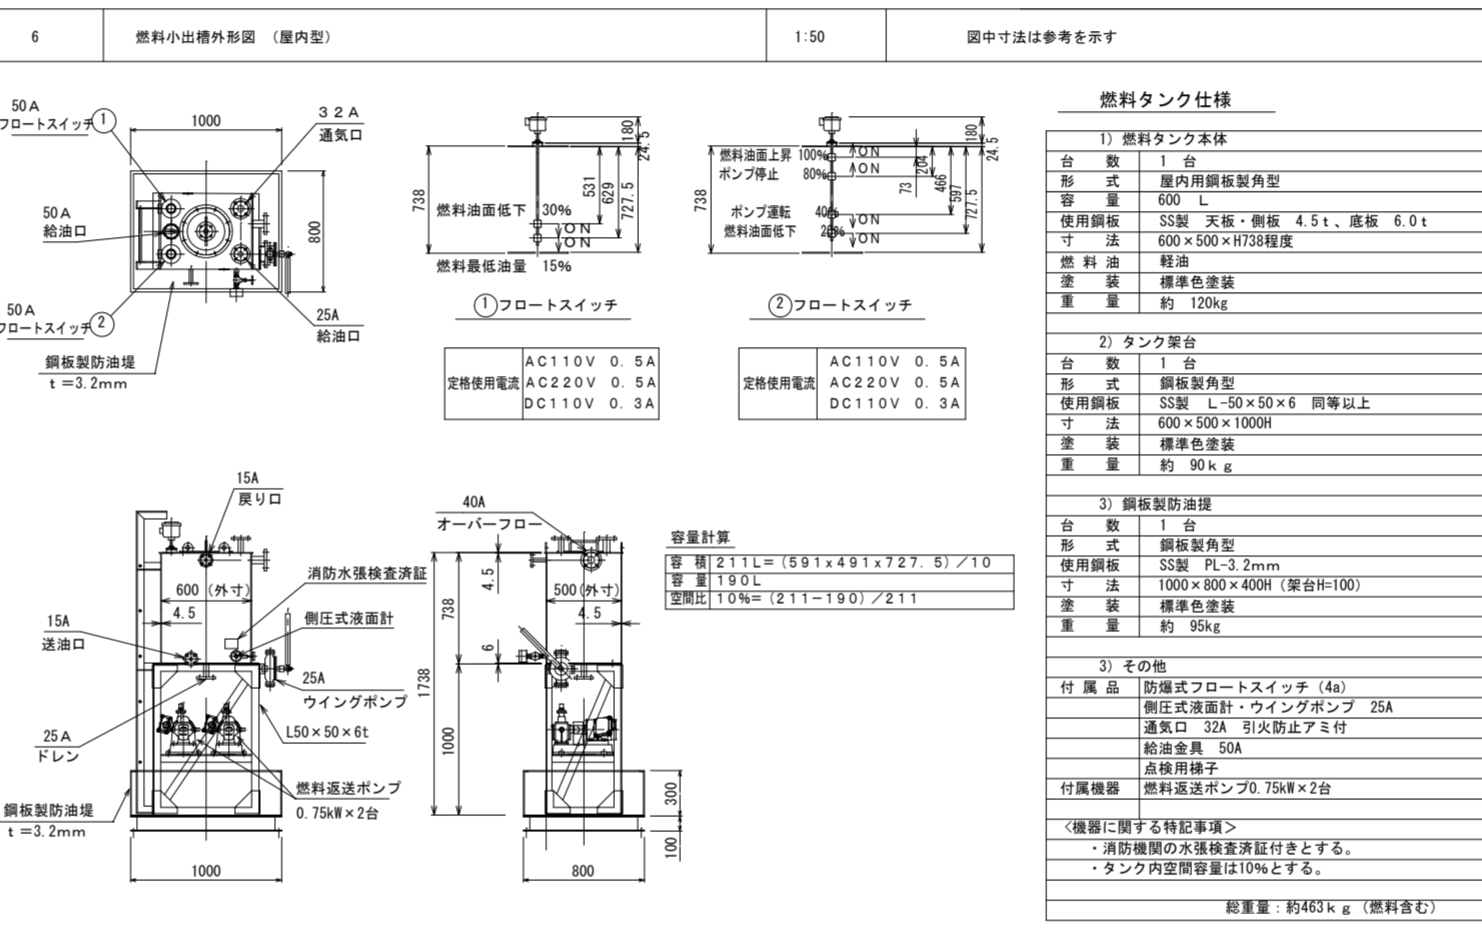 6 燃料小出槽外形図 （屋内型） 1:50 図中寸法は参考を示す
50A
フロートスイッチ ①
1000
32A
通気口
50A
給油口
800
50A
フロートスイッチ ②
25A
給油口
鋼板製防油堤
t=3.2mm
738
180
24.5
531
629
727.5
燃料油面低下 30%
ON
ON
燃料最低油量 15%
①フロートスイッチ
定格使用電流
AC110V 0.5A
AC220V 0.5A
DC110V 0.3A
738
180
24.5
燃料油面上昇 100% ON
ポンプ停止 80% ON
73
204
466
597
727.5
ポンプ運転 40% ON
燃料油面低下 ON
②フロートスイッチ
定格使用電流
AC110V 0.5A
AC220V 0.5A
DC110V 0.3A
15A
戻り口
600 (外寸)
4.5
消防水張検査済証
側圧式液面計
15A
送油口
25A
ウイングポンプ
L50×50×6t
25A
ドレン
燃料返送ポンプ
0.75kW×2台
鋼板製防油堤
t=3.2mm
1000
40A
オーバーフロー
4.5
500(外寸)
4.5
738
6
1738
1000
300
100
800
容量計算
容 積 211L=(591x491x727.5)/10
容 量 190L
空間比 10%=(211-190)/211
燃料タンク仕様
1) 燃料タンク本体
台 数 1 台
形 式 屋内用鋼板製角型
容 量 600 L
使用鋼板 SS製 天板・側板 4.5t、底板 6.0t
寸 法 600×500×H738程度
燃 料 油 軽油
塗 装 標準色塗装
重 量 約 120kg
2) タンク架台
台 数 1 台
形 式 鋼板製角型
使用鋼板 SS製 L-50×50×6 同等以上
寸 法 600×500×1000H
塗 装 標準色塗装
重 量 約 90kg
3) 鋼板製防油提
台 数 1 台
形 式 鋼板製角型
使用鋼板 SS製 PL-3.2mm
寸 法 1000×800×400H (架台H=100)
塗 装 標準色塗装
重 量 約 95kg
3) その他
付 属 品 防爆式フロートスイッチ (4a)
側圧式液面計・ウイングポンプ 25A
通気口 32A 引火防止アミ付
給油金具 50A
点検用梯子
付属機器 燃料返送ポンプ0.75kW×2台
＜機器に関する特記事項＞
・消防機関の水張検査済証付きとする。
・タンク内空間容量は10%とする。
総重量：約463kg (燃料含む)